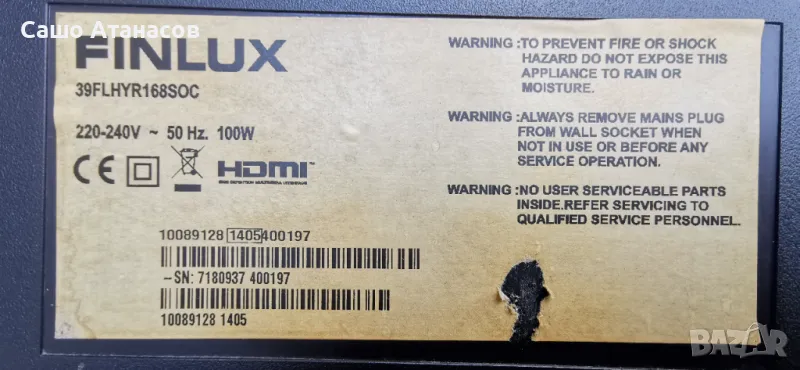 Сашо Атанасов
FINLUX
39FLHYR168SOC
220-240V ~ 50 Hz. 100W
CE
HDMI™
WARNING :TO PREVENT FIRE OR SHOCK
HAZARD DO NOT EXPOSE THIS
APPLIANCE TO RAIN OR
MOISTURE.
WARNING :ALWAYS REMOVE MAINS PLUG
FROM WALL SOCKET WHEN
NOT IN USE OR BEFORE ANY
SERVICE OPERATION.
WARNING :NO USER SERVICEABLE PARTS
INSIDE.REFER SERVICING TO
QUALIFIED SERVICE PERSONNEL.
10089128 1405400197
~SN: 7180937 400197
10089128 1405
BAZAR